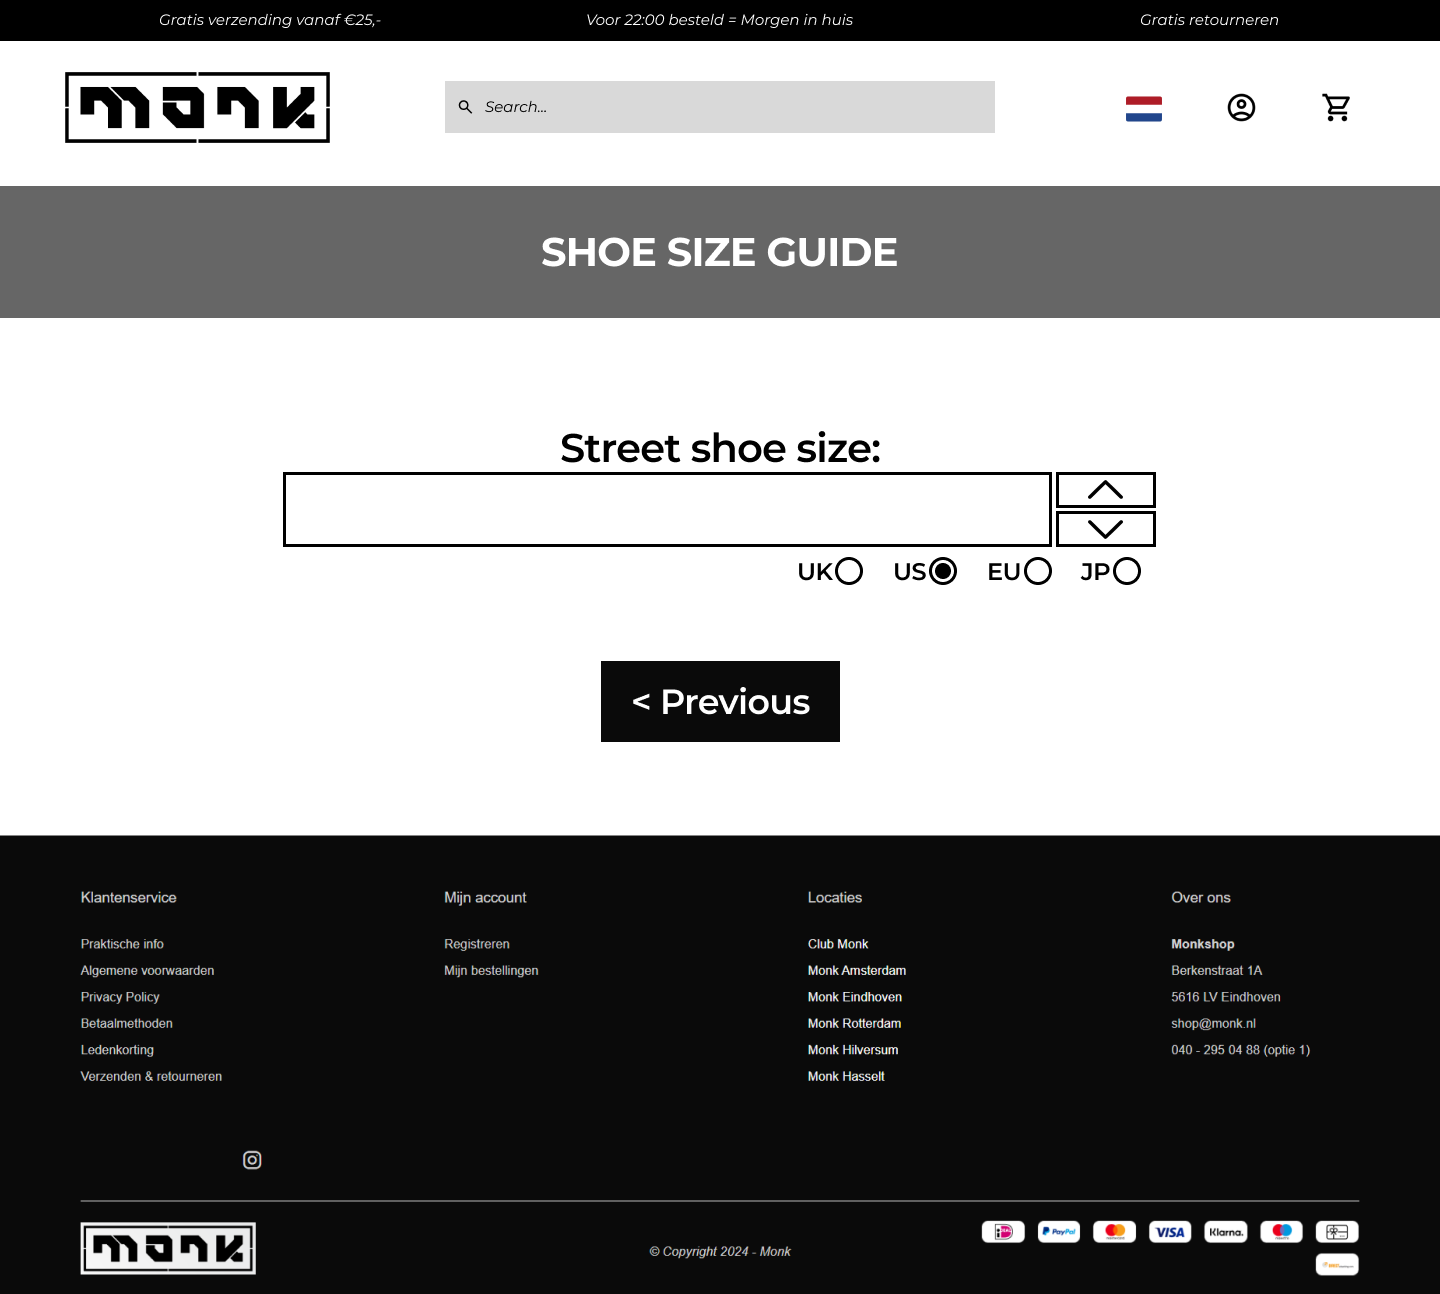 Gratis verzending vanaf €25,-
Voor 22:00 besteld = Morgen in huis
Gratis retourneren
monk
Search...
SHOE SIZE GUIDE
Street shoe size:
UK US EU JP
< Previous
Klantenservice
Praktische info
Algemene voorwaarden
Privacy Policy
Betaalmethoden
Ledenkorting
Verzenden & retourneren
Mijn account
Registreren
Mijn bestellingen
Locaties
Club Monk
Monk Amsterdam
Monk Eindhoven
Monk Rotterdam
Monk Hilversum
Monk Hasselt
Over ons
Monkshop
Berkenstraat 1A
5616 LV Eindhoven
shop@monk.nl
040 - 295 04 88 (optie 1)
monk
© Copyright 2024 - Monk
PayPal
VISA
Klarna.